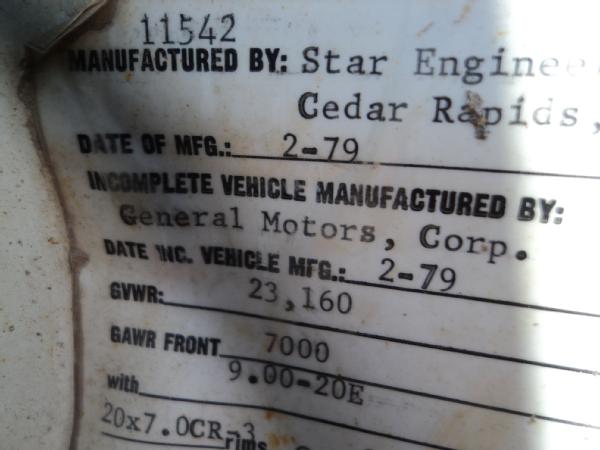 11542
MANUFACTURED BY: Star Enginee
Cedar Rapids,
DATE OF MFG.: 2-79
INCOMPLETE VEHICLE MANUFACTURED BY:
General Motors, Corp.
DATE INC. VEHICLE MFG.: 2-79
GVWR: 23,160
GAWR FRONT 7000
with 9.00-20E
20x7.0CR-3 rims